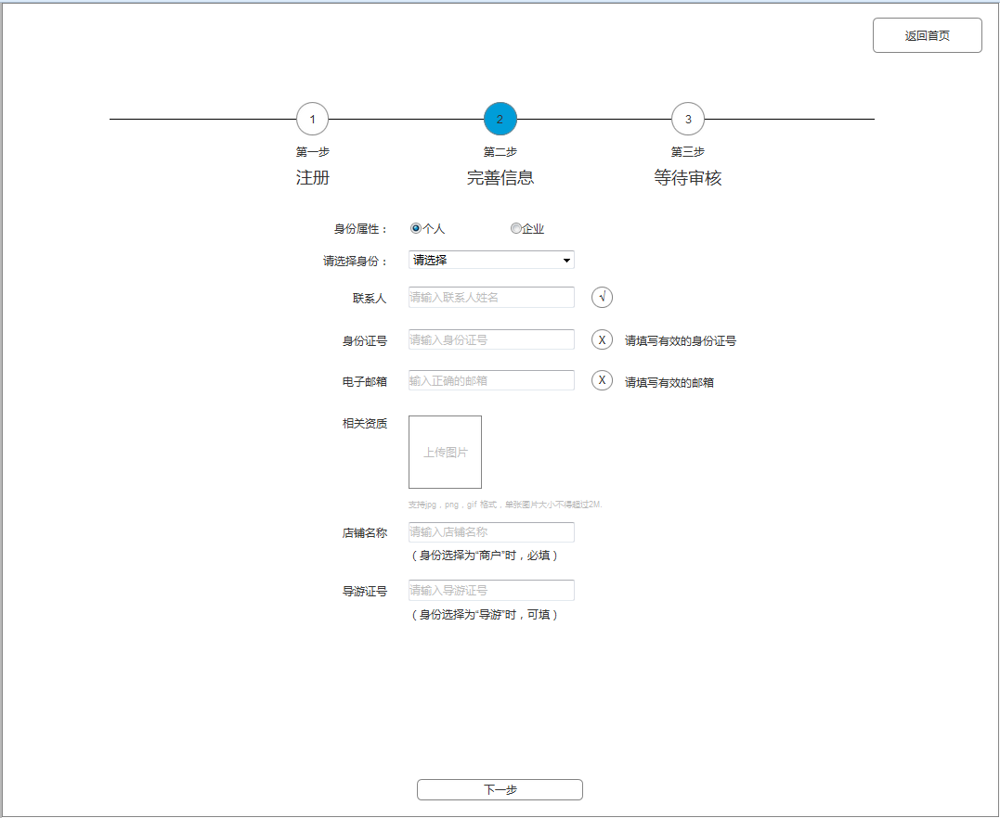 返回首页
1 2 3
第一步 第二步 第三步
注册 完善信息 等待审核
身份属性： 个人 企业
请选择身份： 请选择
联系人 请输入联系人姓名 √
身份证号 请输入身份证号 X 请填写有效的身份证号
电子邮箱 输入正确的邮箱 X 请填写有效的邮箱
相关资质
上传图片
支持jpg，png，gif 格式，单张图片大小不得超过2M.
店铺名称 请输入店铺名称
（身份选择为“商户”时，必填）
导游证号 请输入导游证号
（身份选择为“导游”时，可填）
下一步